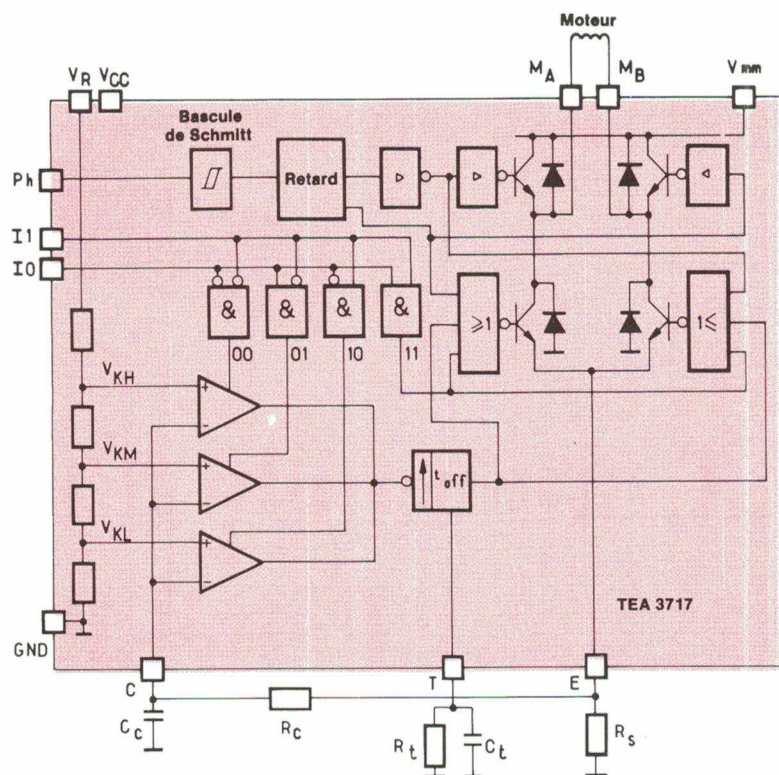 Moteur
V_R V_CC
M_A M_B V_mm
Bascule
de Schmitt
Ph
Retard
I1
I0
& & & &
00 01 10 11
≥1 1≤
V_KH
+
−
V_KM
+
−
t_off
V_KL
+
−
TEA 3717
GND
C T E
C_c R_c R_t C_t R_s